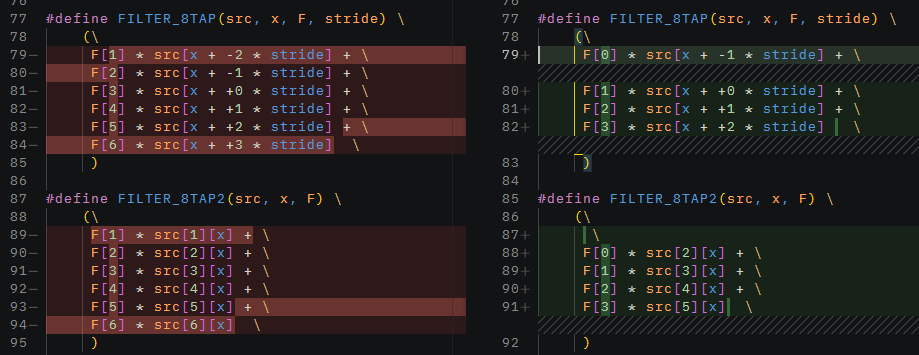 77 #define FILTER_8TAP(src, x, F, stride) \
78 (\
79— F[1] * src[x + -2 * stride] + \
80— F[2] * src[x + -1 * stride] + \
81— F[3] * src[x + +0 * stride] + \
82— F[4] * src[x + +1 * stride] + \
83— F[5] * src[x + +2 * stride] + \
84— F[6] * src[x + +3 * stride] \
85 )
86
87 #define FILTER_8TAP2(src, x, F) \
88 (\
89— F[1] * src[1][x] + \
90— F[2] * src[2][x] + \
91— F[3] * src[3][x] + \
92— F[4] * src[4][x] + \
93— F[5] * src[5][x] + \
94— F[6] * src[6][x] \
95 )
77 #define FILTER_8TAP(src, x, F, stride) \
78 (\
79+ F[0] * src[x + -1 * stride] + \
80+ F[1] * src[x + +0 * stride] + \
81+ F[2] * src[x + +1 * stride] + \
82+ F[3] * src[x + +2 * stride] \
83 )
84
85 #define FILTER_8TAP2(src, x, F) \
86 (\
87+ \
88+ F[0] * src[2][x] + \
89+ F[1] * src[3][x] + \
90+ F[2] * src[4][x] + \
91+ F[3] * src[5][x] \
92 )